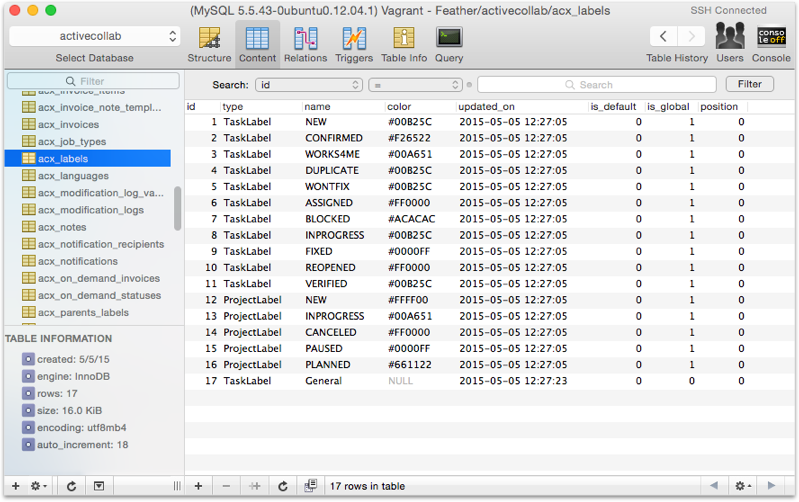 (MySQL 5.5.43-0ubuntu0.12.04.1) Vagrant - Feather/activecollab/acx_labels
SSH Connected
activecollab
Select Database
Structure Content Relations Triggers Table Info Query
Table History Users Console
conso
le off
Filter
Search: id = Search Filter
acx_invoice_items
acx_invoice_note_templ...
acx_invoices
acx_job_types
acx_labels
acx_languages
acx_modification_log_va...
acx_modification_logs
acx_notes
acx_notification_recipients
acx_notifications
acx_on_demand_invoices
acx_on_demand_statuses
acx_parents_labels
TABLE INFORMATION
created: 5/5/15
engine: InnoDB
rows: 17
size: 16.0 KiB
encoding: utf8mb4
auto_increment: 18
id type name color updated_on is_default is_global position
1 TaskLabel NEW #00B25C 2015-05-05 12:27:05 0 1 0
2 TaskLabel CONFIRMED #F26522 2015-05-05 12:27:05 0 1 0
3 TaskLabel WORKS4ME #00A651 2015-05-05 12:27:05 0 1 0
4 TaskLabel DUPLICATE #00B25C 2015-05-05 12:27:05 0 1 0
5 TaskLabel WONTFIX #00B25C 2015-05-05 12:27:05 0 1 0
6 TaskLabel ASSIGNED #FF0000 2015-05-05 12:27:05 0 1 0
7 TaskLabel BLOCKED #ACACAC 2015-05-05 12:27:05 0 1 0
8 TaskLabel INPROGRESS #00B25C 2015-05-05 12:27:05 0 1 0
9 TaskLabel FIXED #0000FF 2015-05-05 12:27:05 0 1 0
10 TaskLabel REOPENED #FF0000 2015-05-05 12:27:05 0 1 0
11 TaskLabel VERIFIED #00B25C 2015-05-05 12:27:05 0 1 0
12 ProjectLabel NEW #FFFF00 2015-05-05 12:27:05 0 1 0
13 ProjectLabel INPROGRESS #00A651 2015-05-05 12:27:05 0 1 0
14 ProjectLabel CANCELED #FF0000 2015-05-05 12:27:05 0 1 0
15 ProjectLabel PAUSED #0000FF 2015-05-05 12:27:05 0 1 0
16 ProjectLabel PLANNED #661122 2015-05-05 12:27:05 0 1 0
17 TaskLabel General NULL 2015-05-05 12:27:23 0 0 0
17 rows in table